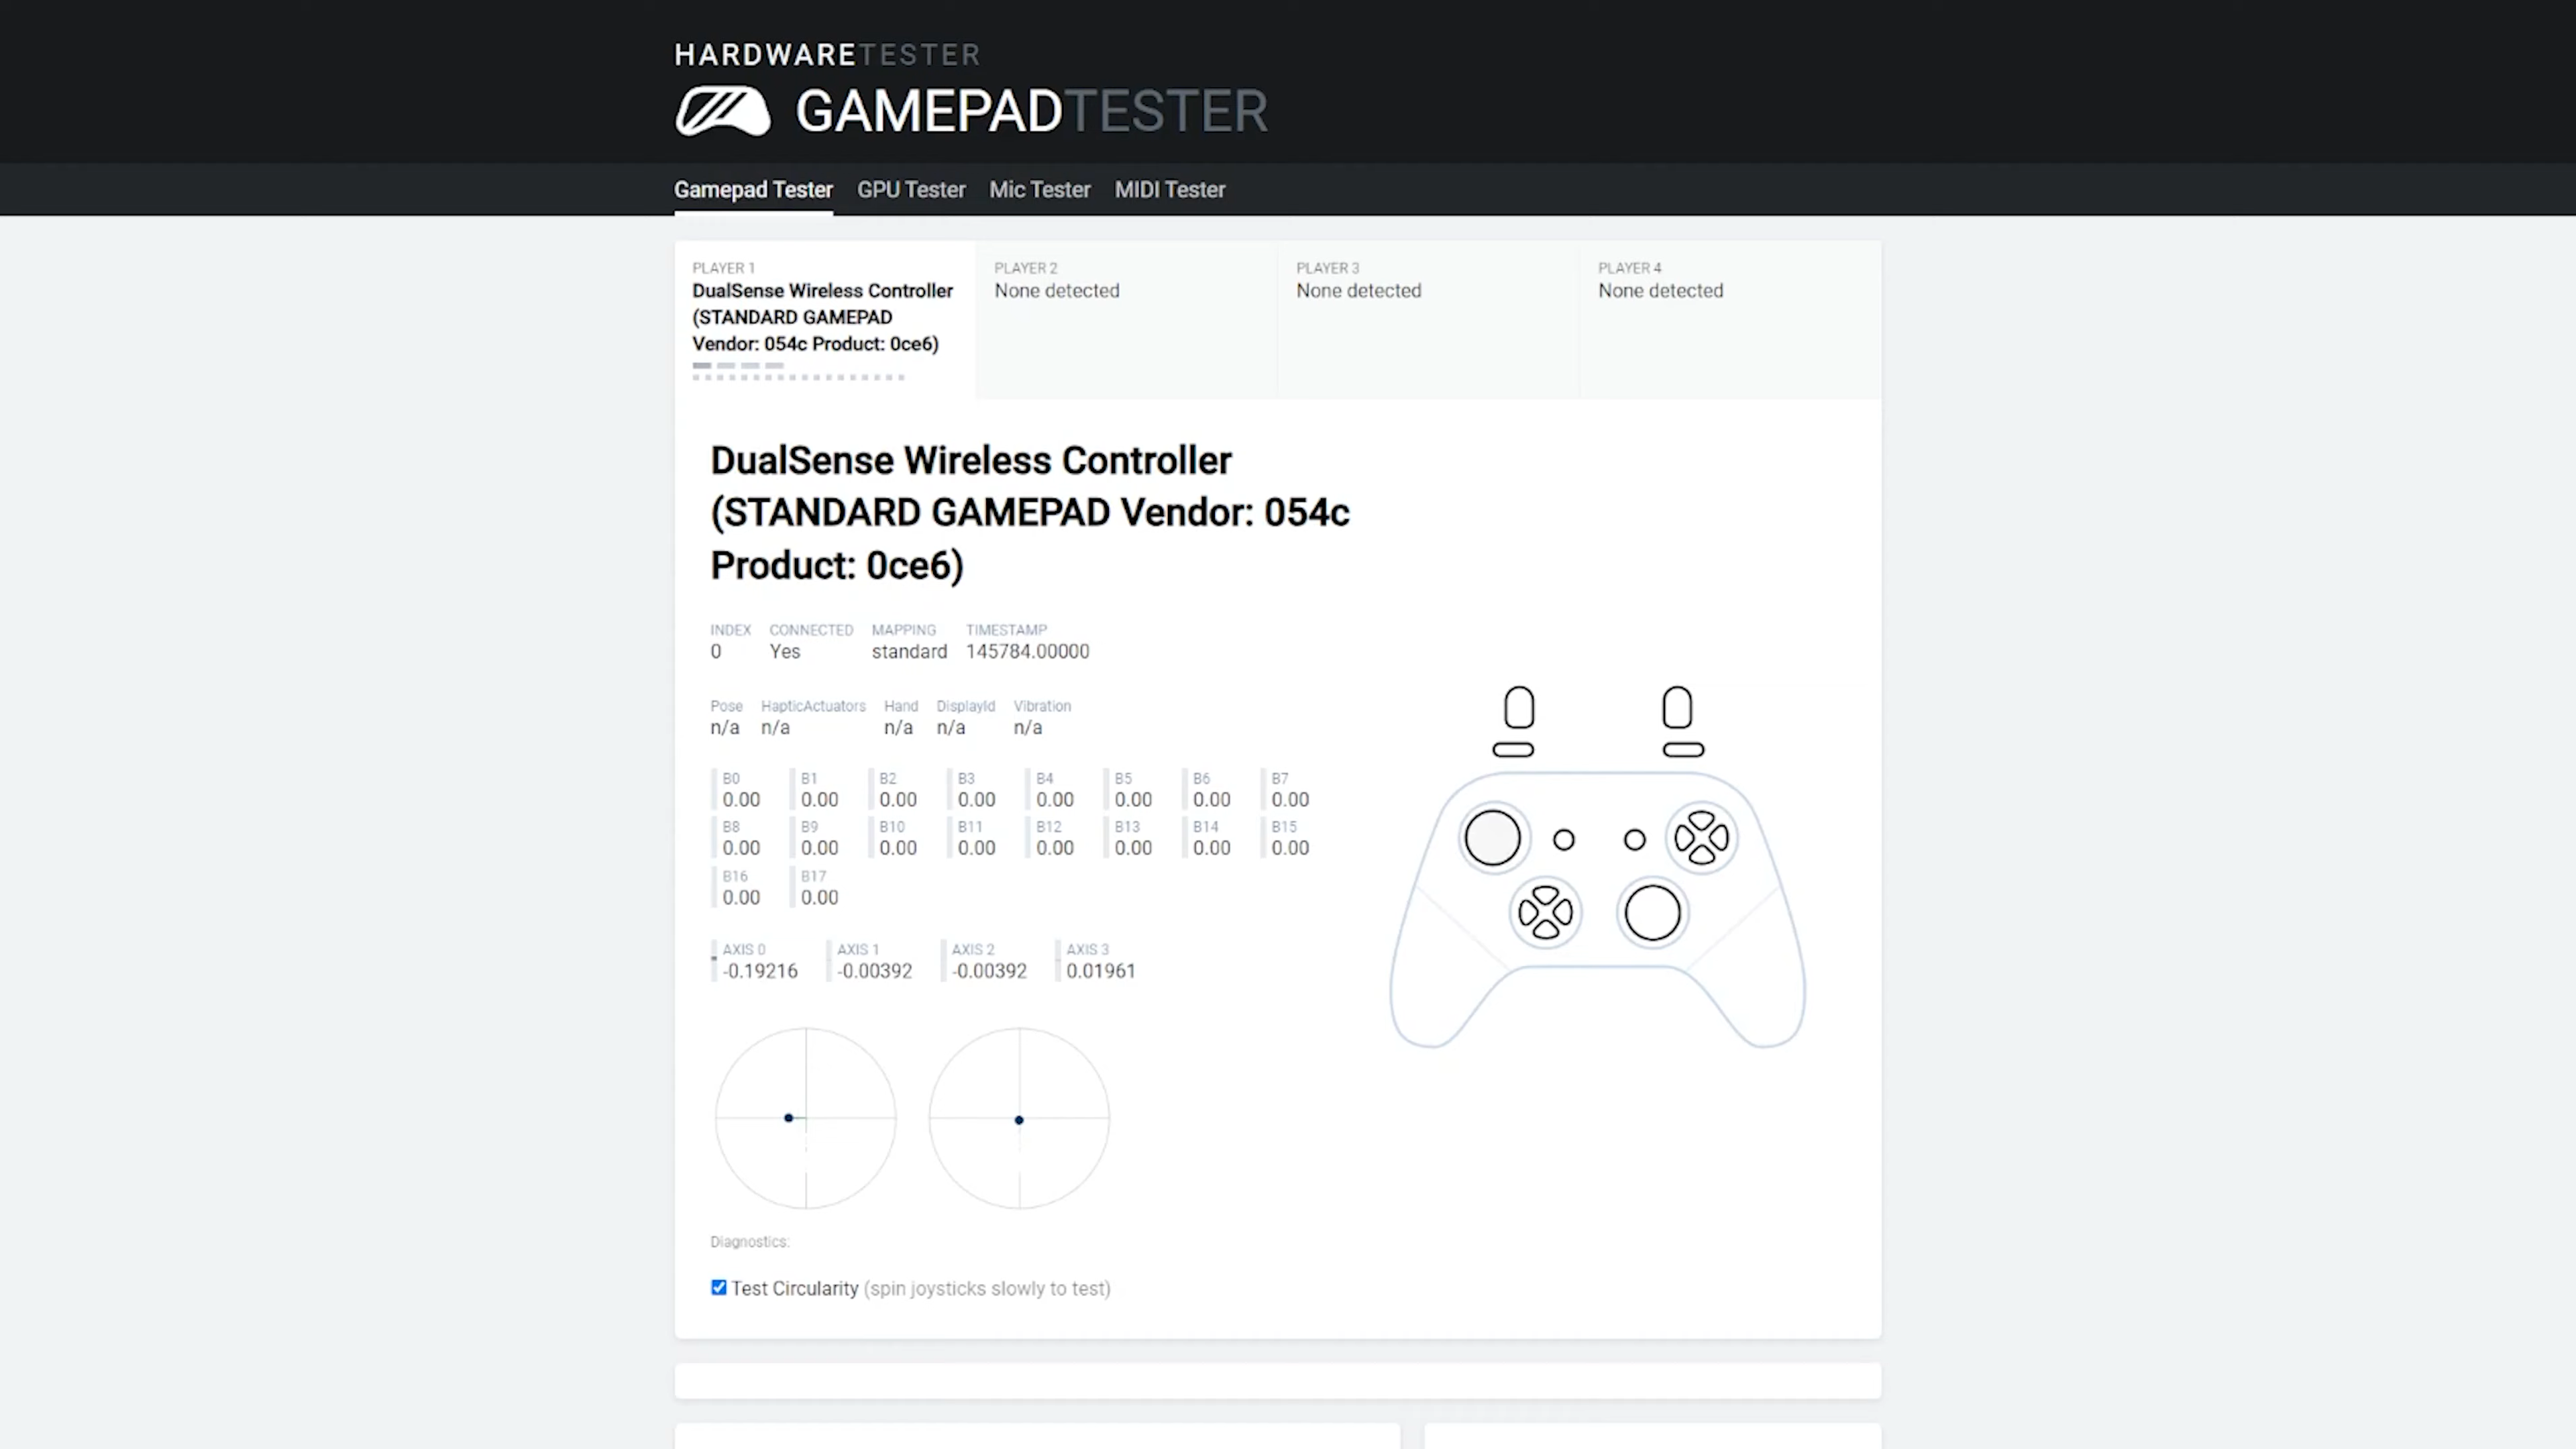 HARDWARETESTER
GAMEPADTESTER
Gamepad Tester GPU Tester Mic Tester MIDI Tester
PLAYER 1
DualSense Wireless Controller
(STANDARD GAMEPAD
Vendor: 054c Product: 0ce6)
PLAYER 2
None detected
PLAYER 3
None detected
PLAYER 4
None detected
DualSense Wireless Controller
(STANDARD GAMEPAD Vendor: 054c
Product: 0ce6)
INDEX CONNECTED MAPPING TIMESTAMP
0 Yes standard 145784.00000
Pose HapticActuators Hand DisplayId Vibration
n/a n/a n/a n/a n/a
B0 B1 B2 B3 B4 B5 B6 B7
0.00 0.00 0.00 0.00 0.00 0.00 0.00 0.00
B8 B9 B10 B11 B12 B13 B14 B15
0.00 0.00 0.00 0.00 0.00 0.00 0.00 0.00
B16 B17
0.00 0.00
AXIS 0 AXIS 1 AXIS 2 AXIS 3
-0.19216 -0.00392 -0.00392 0.01961
Diagnostics:
Test Circularity (spin joysticks slowly to test)